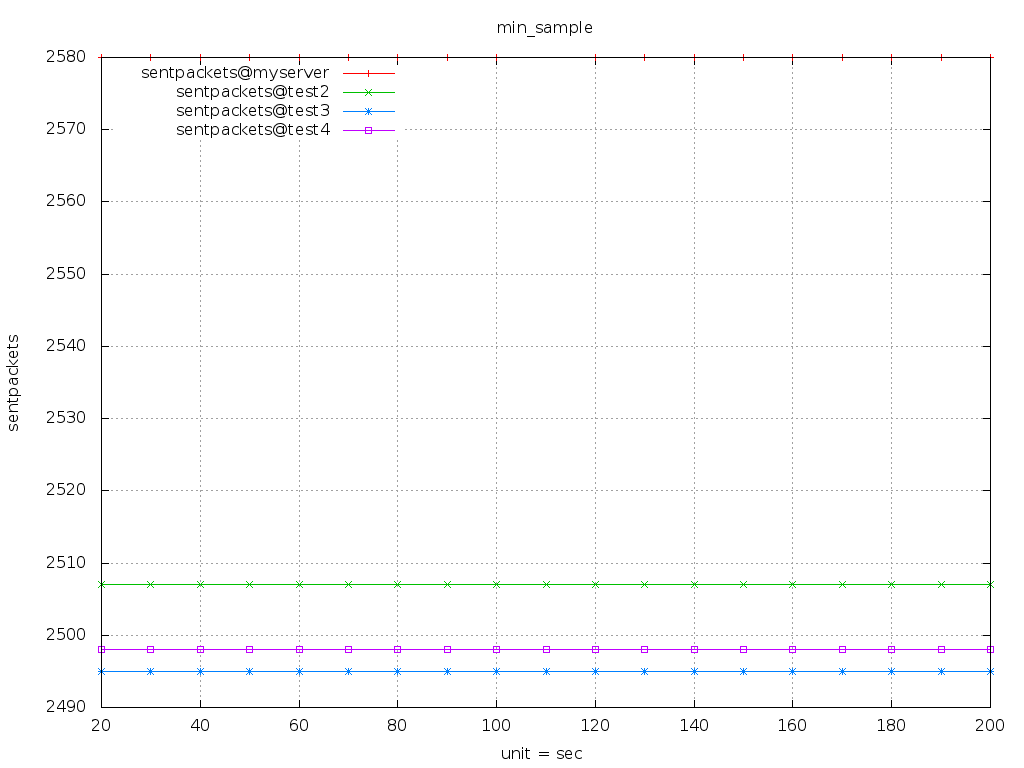 min_sample
2580
sentpackets@myserver
sentpackets@test2
sentpackets@test3
sentpackets@test4
2570
2560
2550
2540
2530
2520
2510
2500
2490
sentpackets
20 40 60 80 100 120 140 160 180 200
unit = sec